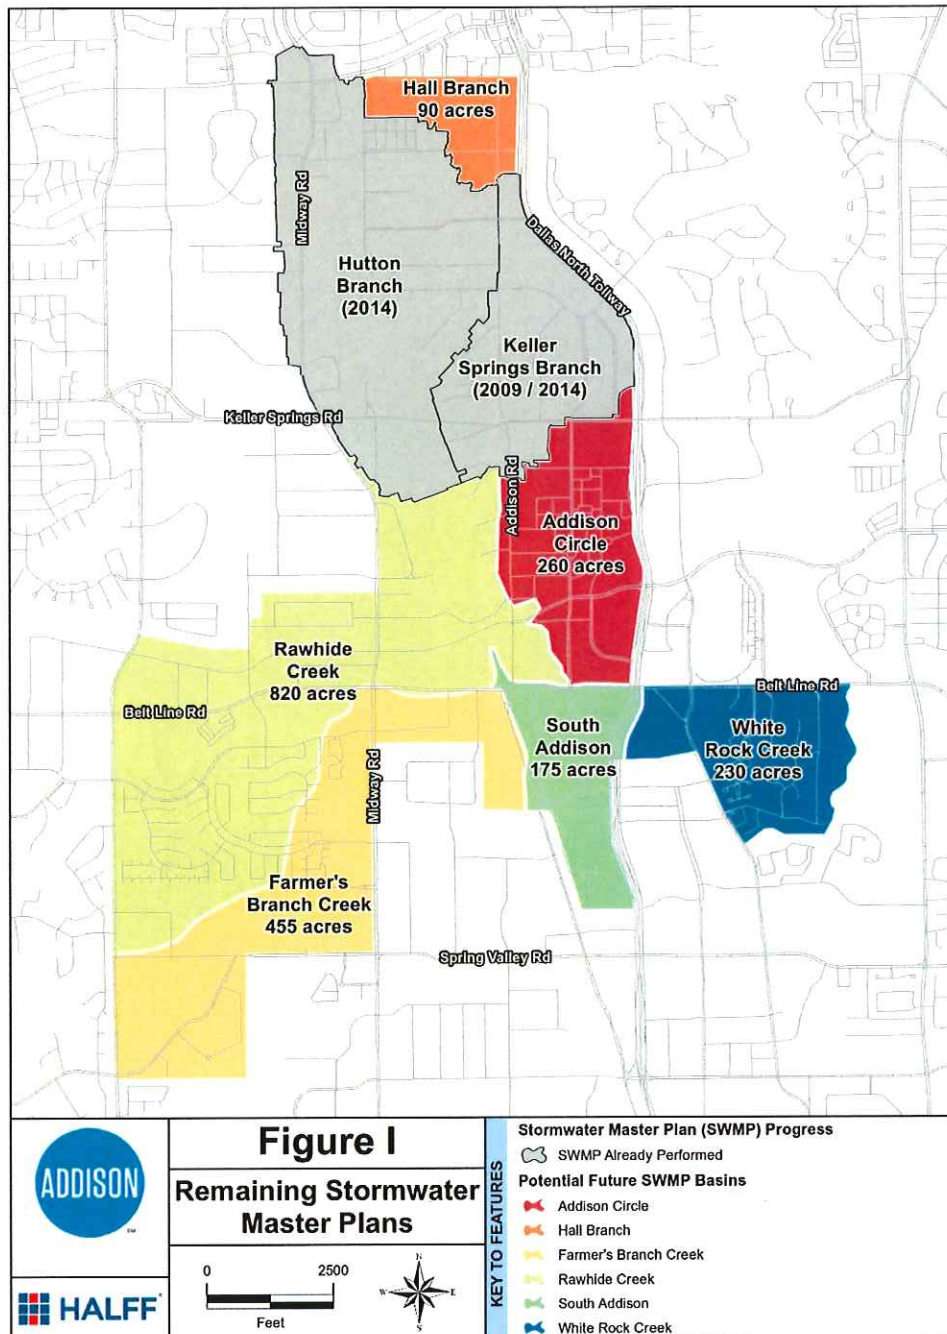 Hall Branch
90 acres
Midway Rd
Dallas North Tollway
Hutton
Branch
(2014)
Keller
Springs Branch
(2009 / 2014)
Keller Springs Rd
Addison Rd
Addison
Circle
260 acres
Rawhide
Creek
820 acres
Belt Line Rd
Belt Line Rd
South
Addison
175 acres
White
Rock Creek
230 acres
Midway Rd
Farmer's
Branch Creek
455 acres
Spring Valley Rd
ADDISON
SM
HALFF
Figure I
Remaining Stormwater
Master Plans
0 2500
Feet
N
W E
S
KEY TO FEATURES
Stormwater Master Plan (SWMP) Progress
SWMP Already Performed
Potential Future SWMP Basins
Addison Circle
Hall Branch
Farmer's Branch Creek
Rawhide Creek
South Addison
White Rock Creek